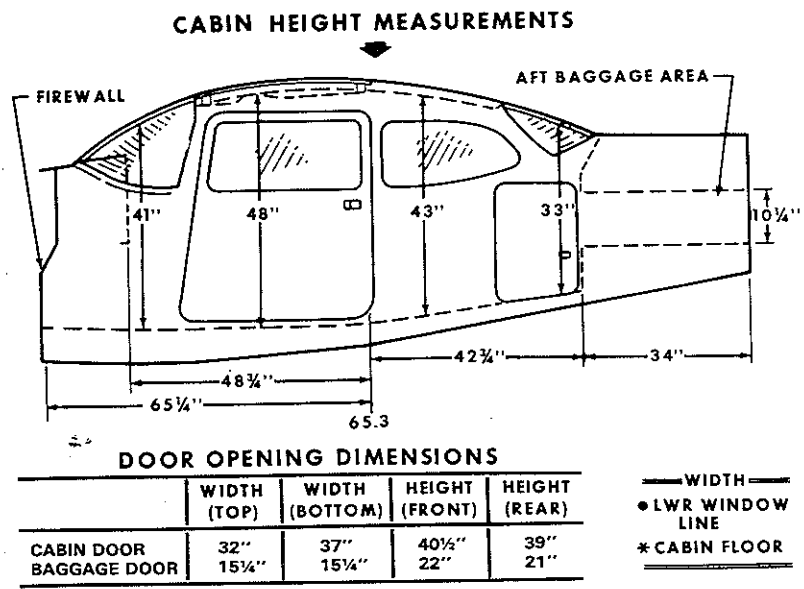 CABIN HEIGHT MEASUREMENTS
AFT BAGGAGE AREA
FIREWALL
41"
48"
43"
33"
10¼"
48¾"
42¾"
34"
65¼"
65.3
DOOR OPENING DIMENSIONS
WIDTH (TOP) WIDTH (BOTTOM) HEIGHT (FRONT) HEIGHT (REAR)
CABIN DOOR 32" 37" 40½" 39"
BAGGAGE DOOR 15¼" 15¼" 22" 21"
WIDTH
● LWR WINDOW
LINE
* CABIN FLOOR